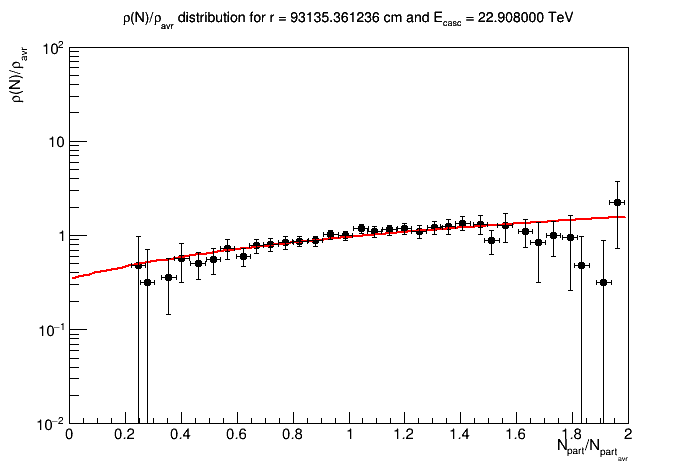 ρ(N)/ρavr distribution for r = 93135.361236 cm and Ecasc = 22.908000 TeV
ρ(N)/ρavr
10²
10
1
10⁻¹
10⁻²
0 0.2 0.4 0.6 0.8 1 1.2 1.4 1.6 1.8 2
Npart/Npartavr